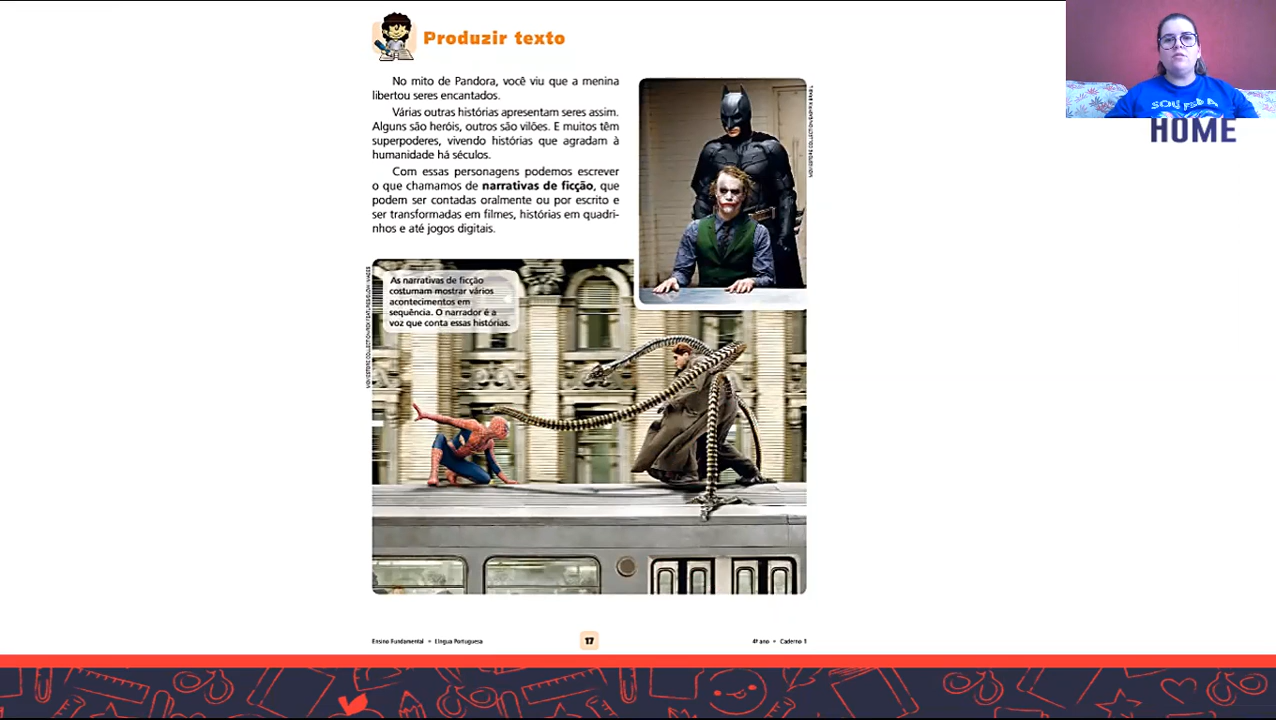 Produzir texto
No mito de Pandora, você viu que a menina
libertou seres encantados.
Várias outras histórias apresentam seres assim.
Alguns são heróis, outros são vilões. E muitos têm
superpoderes, vivendo histórias que agradam à
humanidade há séculos.
Com essas personagens podemos escrever
o que chamamos de narrativas de ficção, que
podem ser contadas oralmente ou por escrito e
ser transformadas em filmes, histórias em quadri-
nhos e até jogos digitais.
As narrativas de ficção
costumam mostrar vários
acontecimentos em
sequência. O narrador é a
voz que conta essas histórias.
Ensino Fundamental • Língua Portuguesa
17
4º ano • Caderno 1
HOME